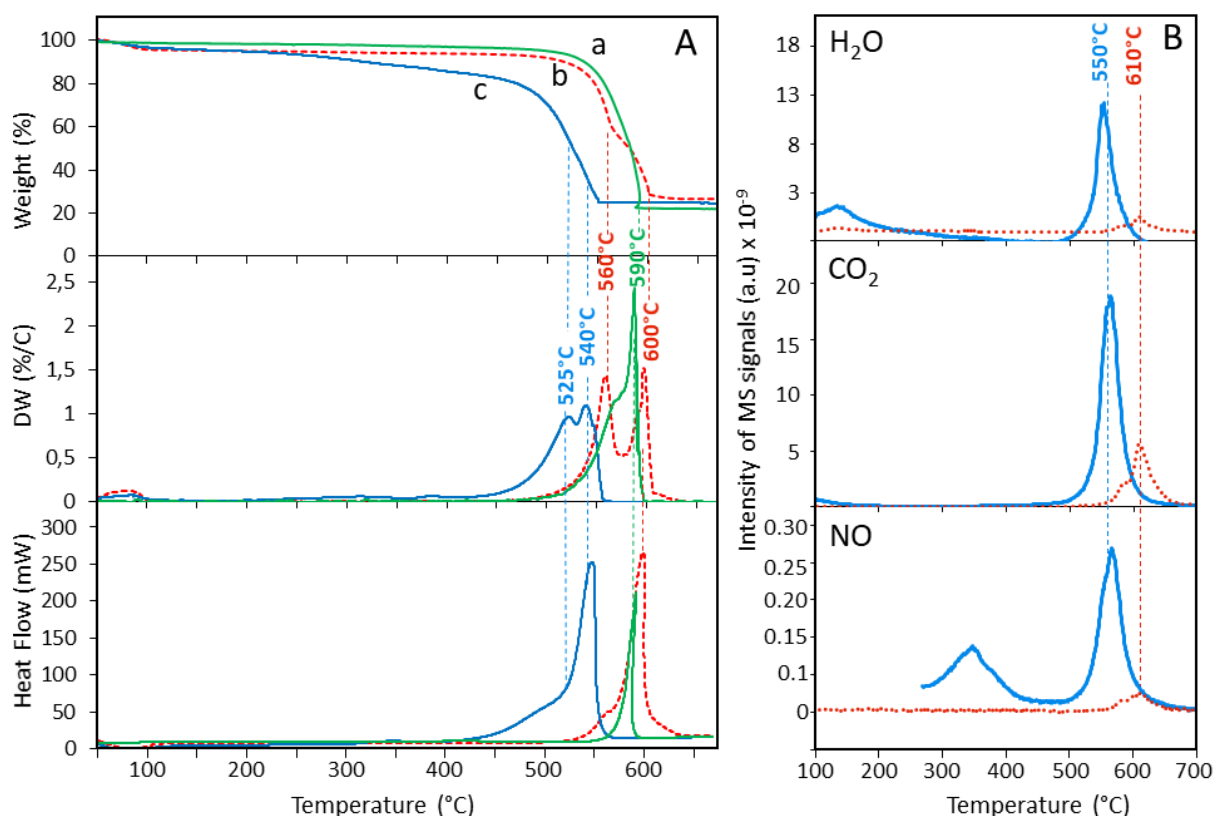 A
a
b
c
100
80
60
40
20
0
Weight (%)
2,5
2
1,5
1
0,5
0
DW (%/C)
525°C
540°C
560°C
590°C
600°C
300
250
200
150
100
50
0
Heat Flow (mW)
100 200 300 400 500 600
Temperature (°C)
B
H₂O
550°C
610°C
18
13
8
3
CO₂
20
15
10
5
NO
0.30
0.25
0.20
0.15
0.1
0
Intensity of MS signals (a.u) x 10⁻⁹
100 200 300 400 500 600 700
Temperature (°C)